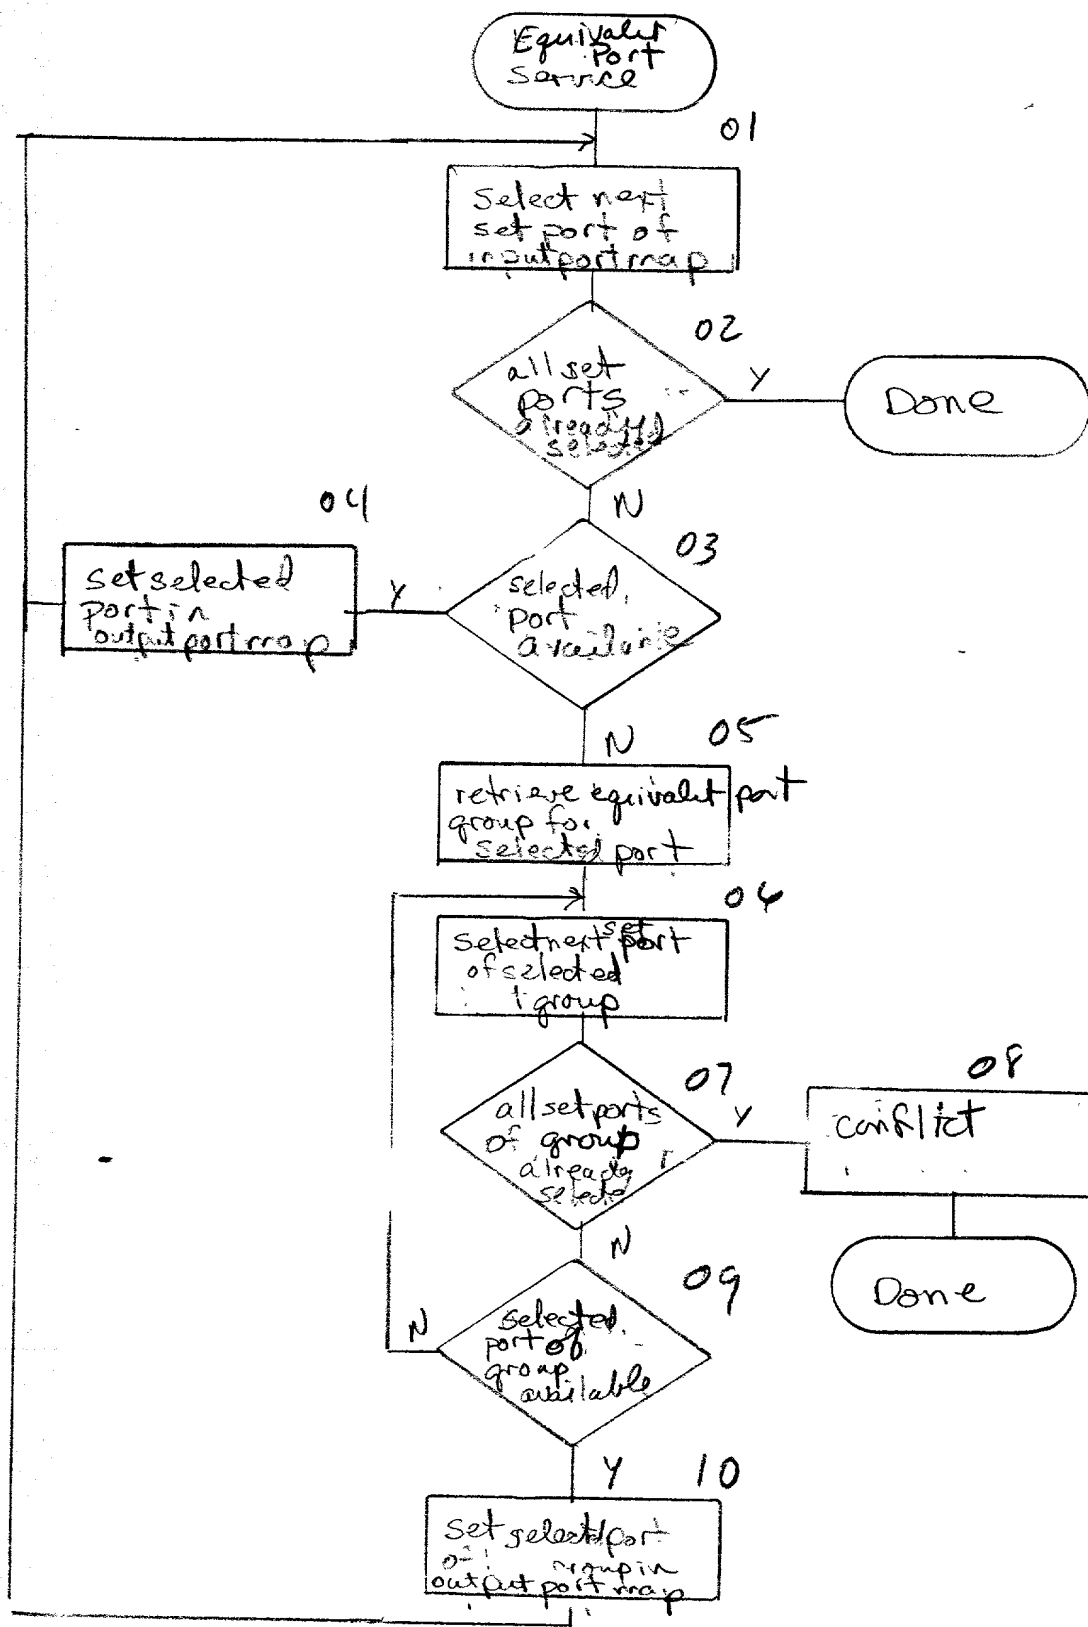 Equivalent
Port
Service
01
Select next
set port of
input port map
02
all set
ports
already
selected
Y
Done
N
04
03
set selected
port in
output port map
Y
selected
port
available
N
05
retrieve equivalent port
group for
selected port
06
set
select next port
of selected
group
07
08
all set ports
of group
already
selected
Y
conflict
N
09
Done
N
selected
port of
group
available
Y
10
Set select port
of group in
output port map